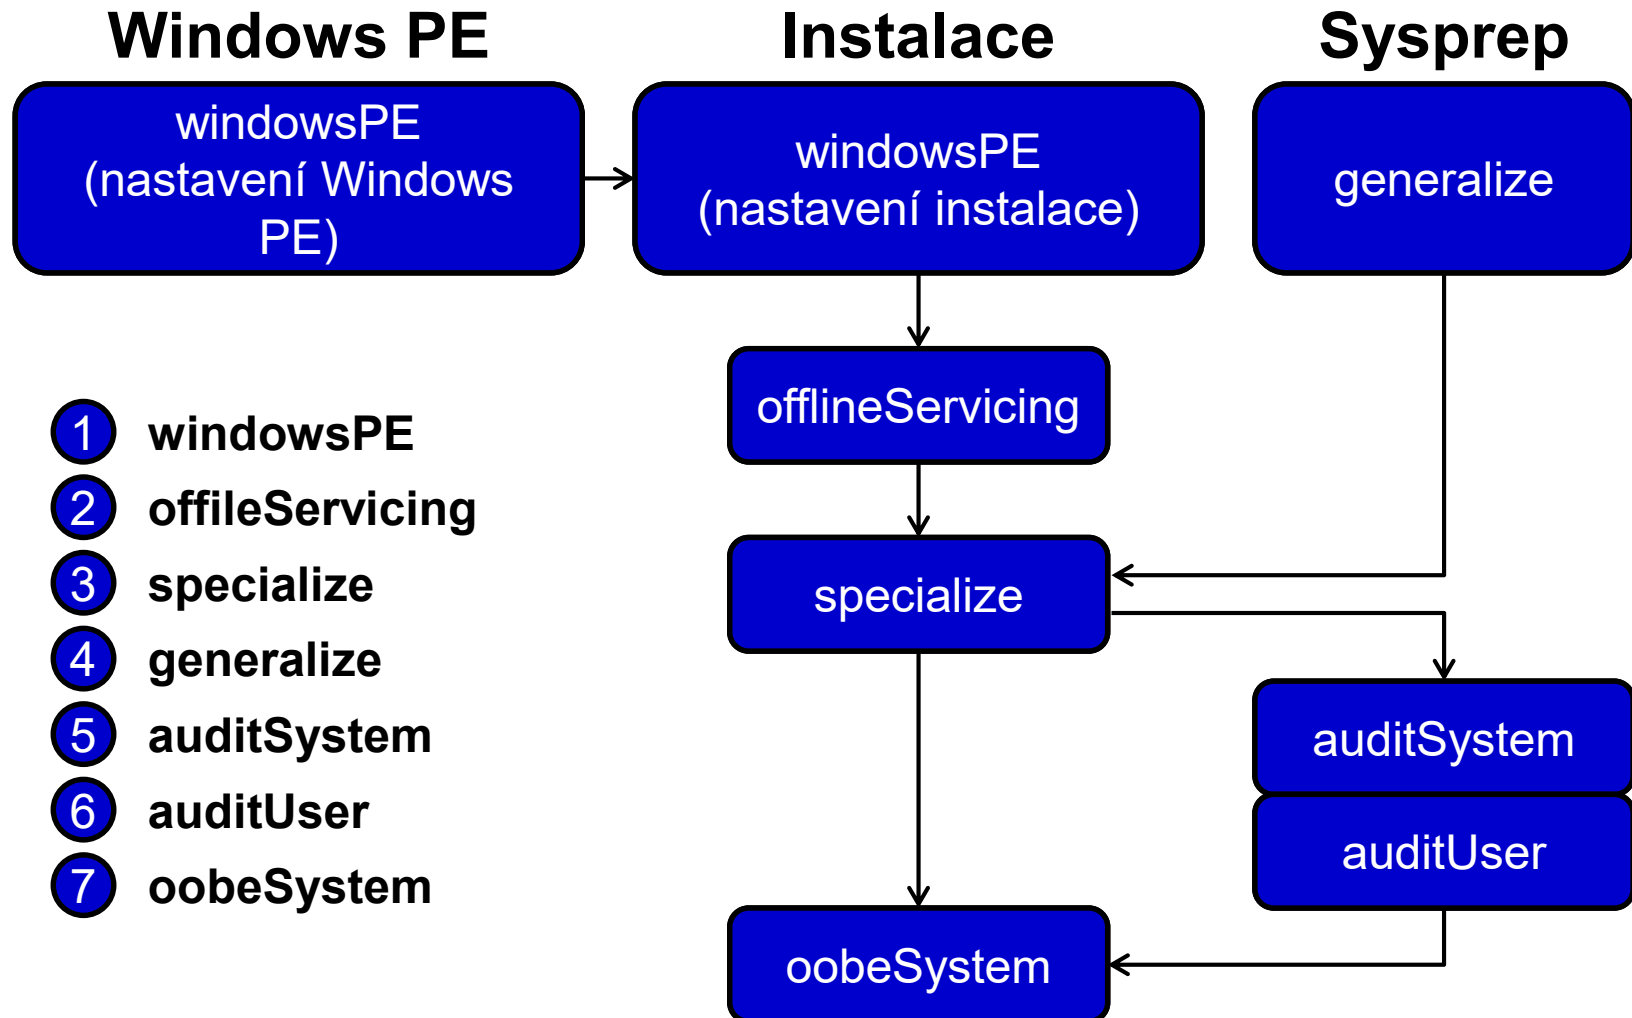 Windows PE
Instalace
Sysprep
windowsPE
(nastavení Windows
PE)
windowsPE
(nastavení instalace)
generalize
offlineServicing
specialize
auditSystem
auditUser
oobeSystem
1 windowsPE
2 offileServicing
3 specialize
4 generalize
5 auditSystem
6 auditUser
7 oobeSystem